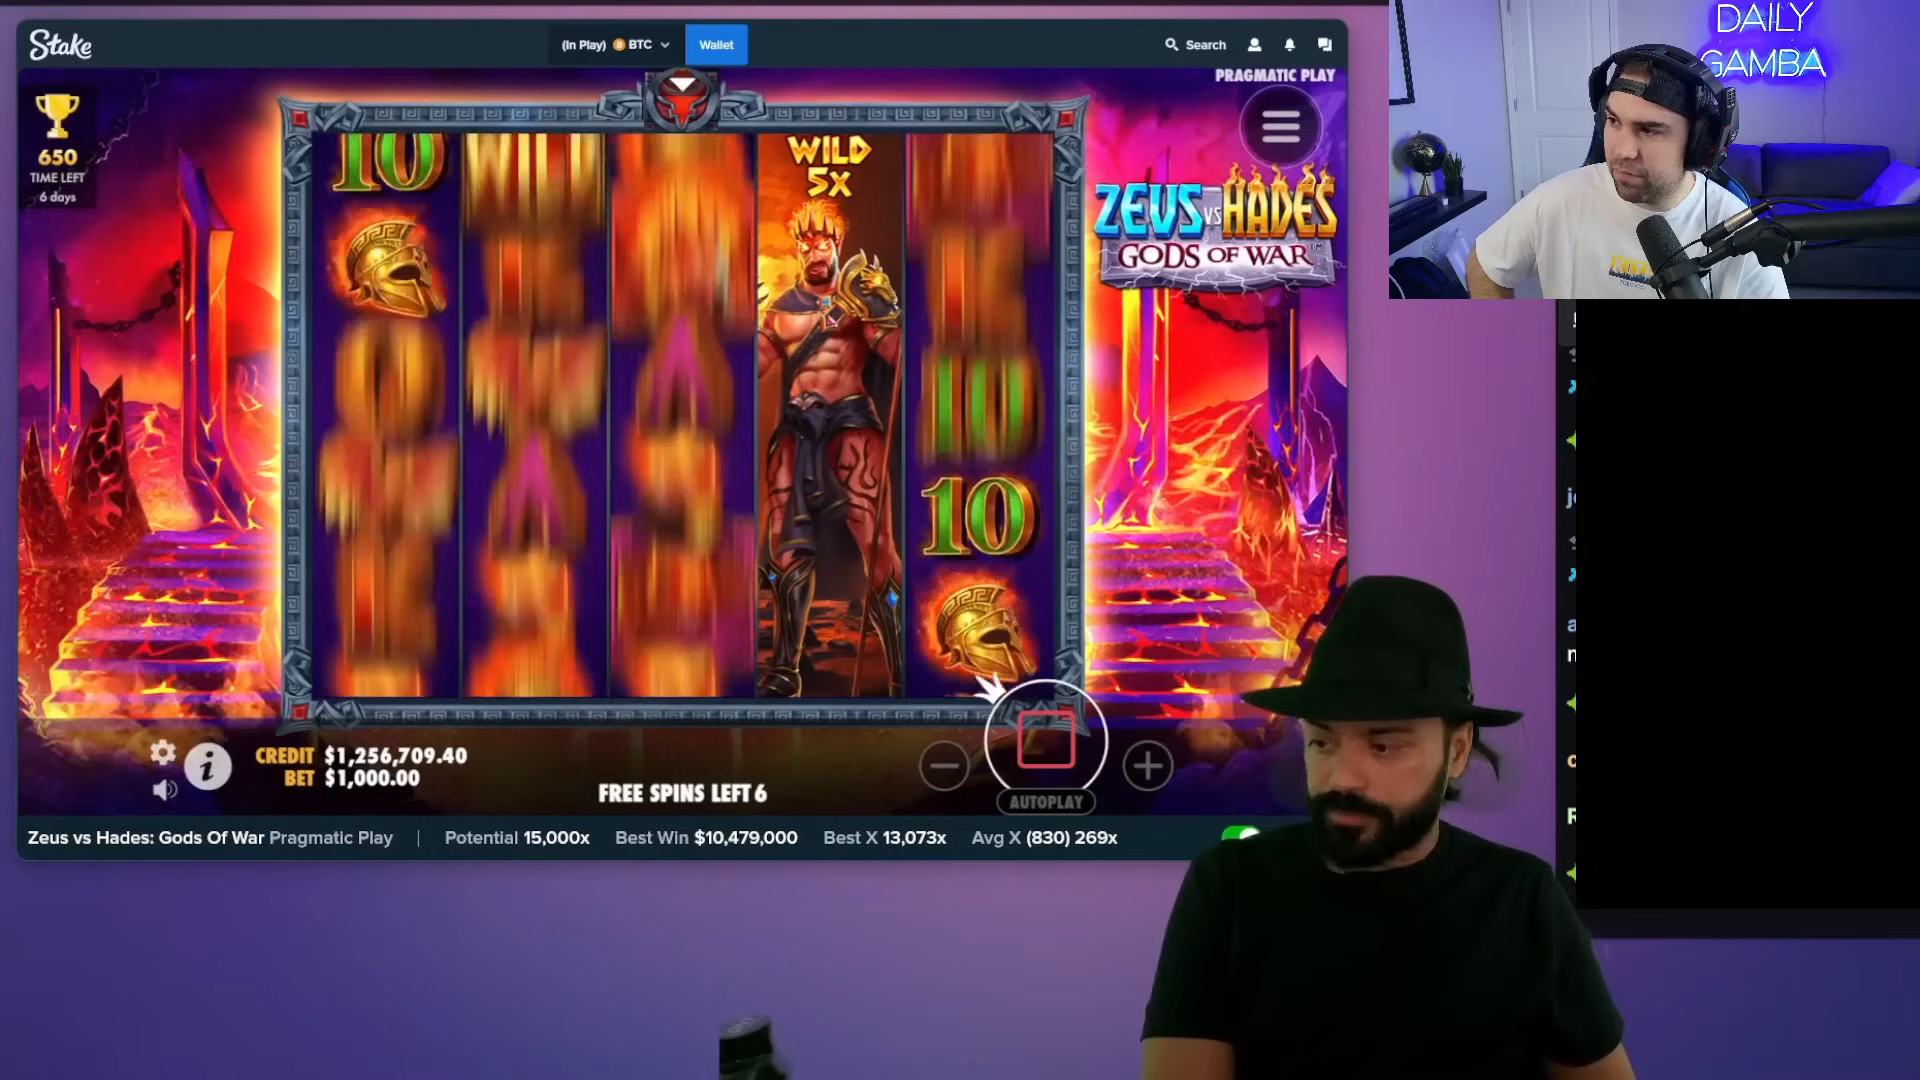 Stake
(In Play) BTC
Wallet
Search
DAILY
GAMBA
PRAGMATIC PLAY
650
TIME LEFT
6 days
10
WILD
WILD
5X
ZEUS VS HADES
GODS OF WAR™
10
10
CREDIT $1,256,709.40
BET $1,000.00
FREE SPINS LEFT 6
AUTOPLAY
Zeus vs Hades: Gods Of War Pragmatic Play | Potential 15,000x Best Win $10,479,000 Best X 13,073x Avg X (830) 269x